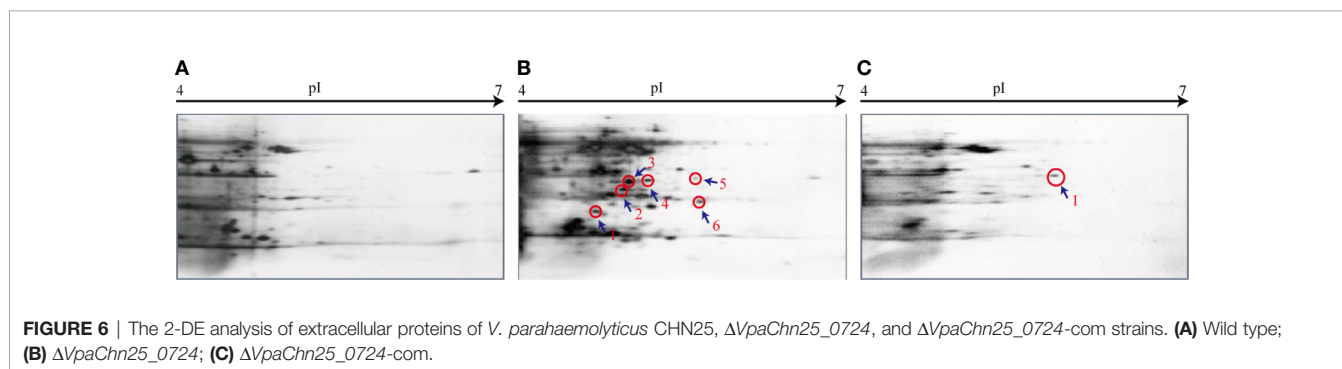 A B C
4 pI 7 4 pI 7 4 pI 7
3
5
4
2
1
6
1
FIGURE 6 | The 2-DE analysis of extracellular proteins of V. parahaemolyticus CHN25, ΔVpaChn25_0724, and ΔVpaChn25_0724-com strains. (A) Wild type;
(B) ΔVpaChn25_0724; (C) ΔVpaChn25_0724-com.